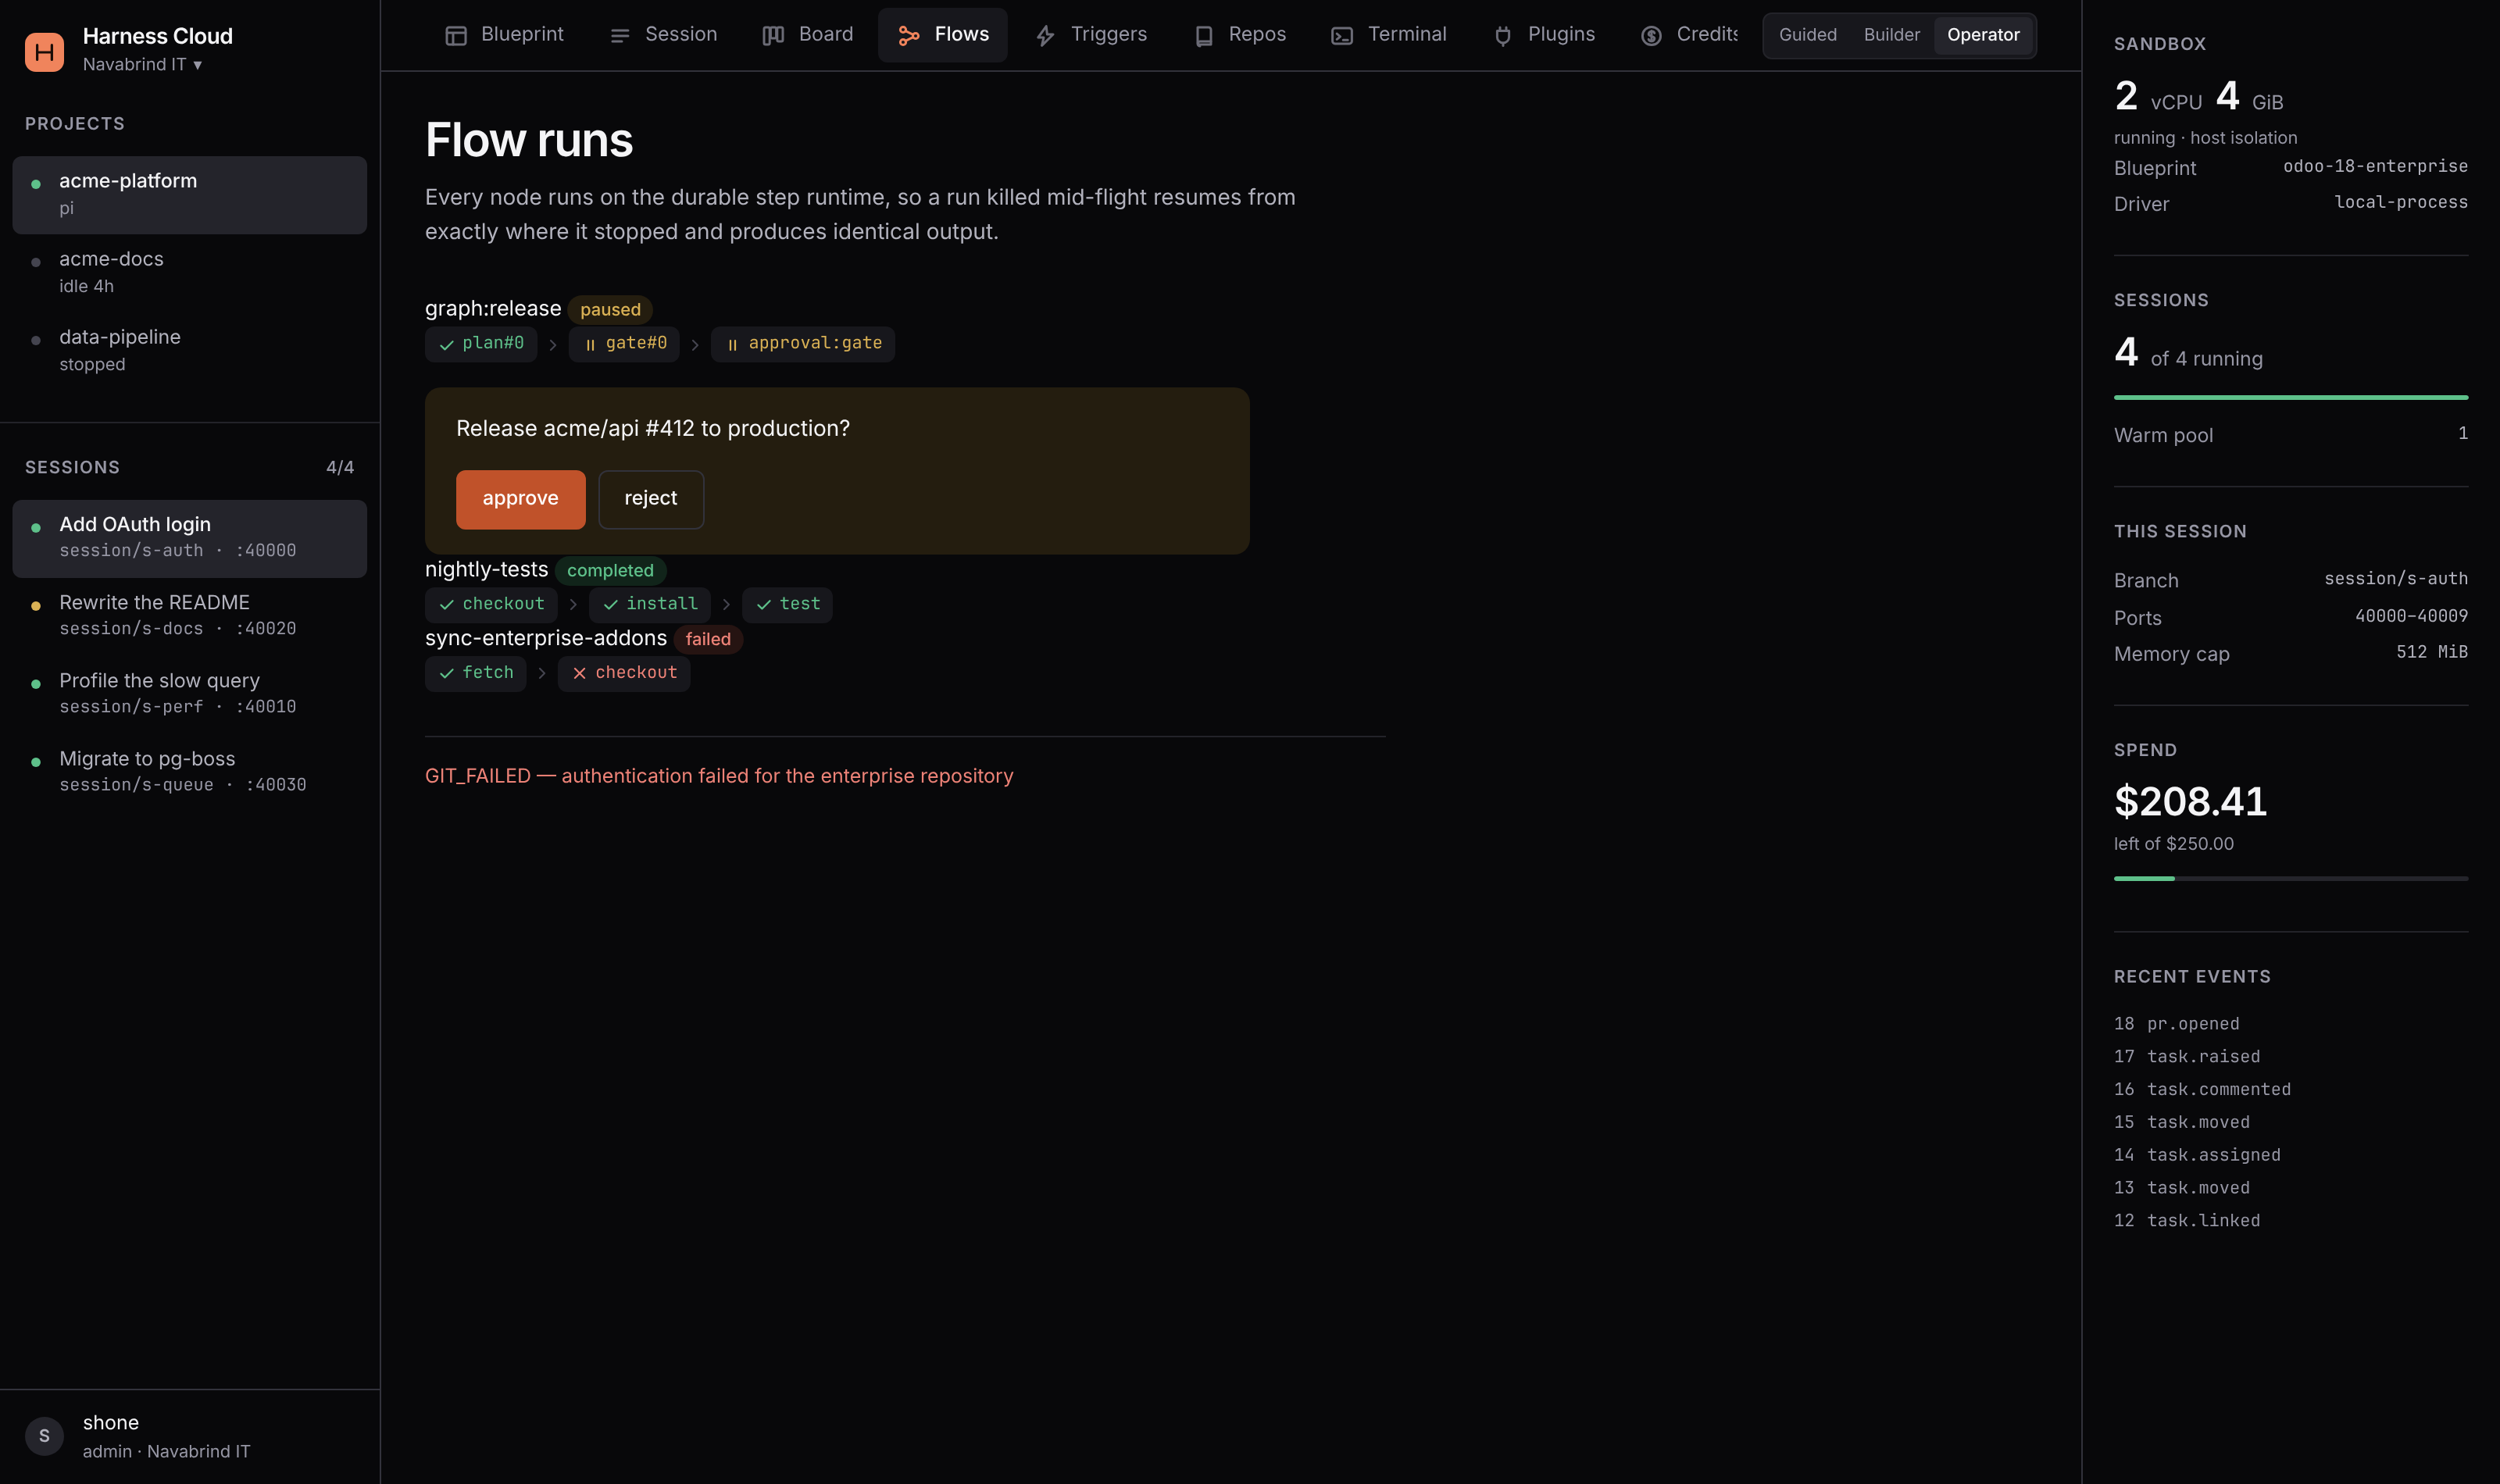 Harness Cloud
Navabrind IT ▾
PROJECTS
acme-platform
pi
acme-docs
idle 4h
data-pipeline
stopped
SESSIONS 4/4
Add OAuth login
session/s-auth · :40000
Rewrite the README
session/s-docs · :40020
Profile the slow query
session/s-perf · :40010
Migrate to pg-boss
session/s-queue · :40030
S
shone
admin · Navabrind IT
Blueprint Session Board Flows Triggers Repos Terminal Plugins Credits Guided Builder Operator
Flow runs
Every node runs on the durable step runtime, so a run killed mid-flight resumes from
exactly where it stopped and produces identical output.
graph:release paused
plan#0 gate#0 approval:gate
Release acme/api #412 to production?
approve reject
nightly-tests completed
checkout install test
sync-enterprise-addons failed
fetch checkout
GIT_FAILED — authentication failed for the enterprise repository
SANDBOX
2 vCPU 4 GiB
running · host isolation
Blueprint odoo-18-enterprise
Driver local-process
SESSIONS
4 of 4 running
Warm pool 1
THIS SESSION
Branch session/s-auth
Ports 40000–40009
Memory cap 512 MiB
SPEND
$208.41
left of $250.00
RECENT EVENTS
18 pr.opened
17 task.raised
16 task.commented
15 task.moved
14 task.assigned
13 task.moved
12 task.linked